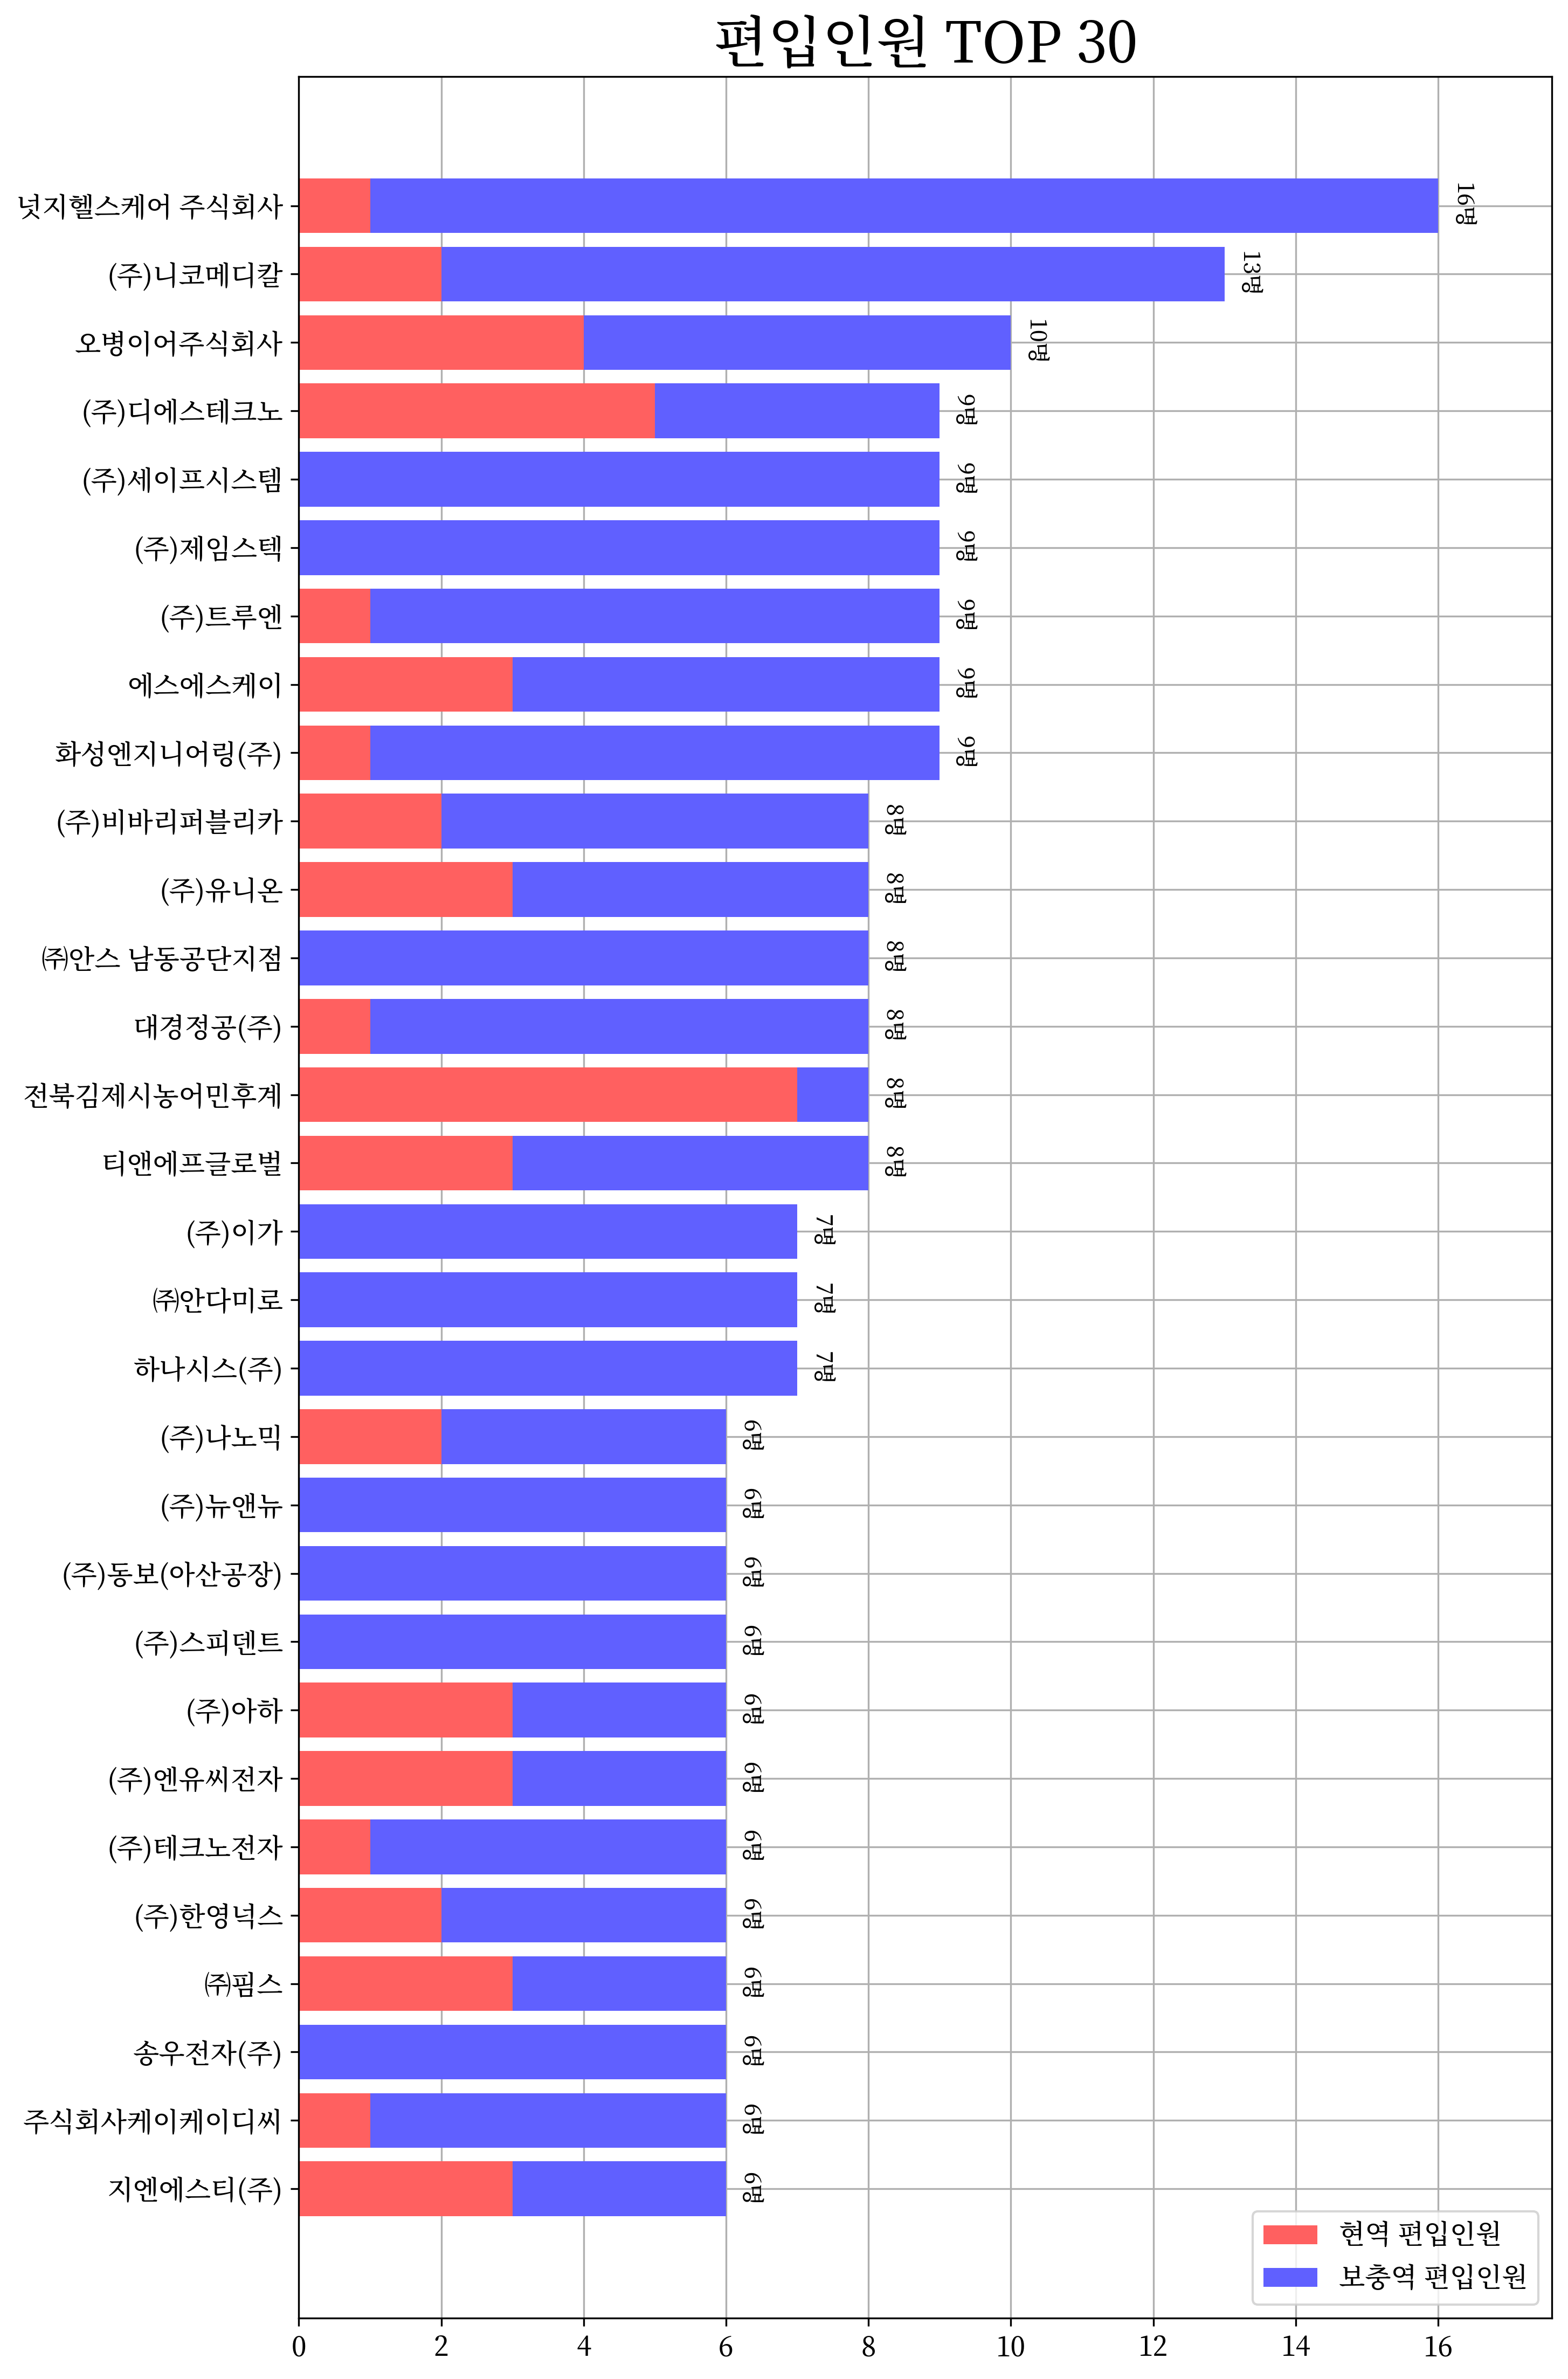 편입인원 TOP 30
넛지헬스케어 주식회사
16명
(주)니코메디칼
13명
오병이어주식회사
10명
(주)디에스테크노
9명
(주)세이프시스템
9명
(주)제임스텍
9명
(주)트루엔
9명
에스에스케이
9명
화성엔지니어링(주)
9명
(주)비바리퍼블리카
8명
(주)유니온
8명
㈜안스 남동공단지점
8명
대경정공(주)
8명
전북김제시농어민후계
8명
티앤에프글로벌
8명
(주)이가
7명
㈜안다미로
7명
하나시스(주)
7명
(주)나노믹
6명
(주)뉴앤뉴
6명
(주)동보(아산공장)
6명
(주)스피덴트
6명
(주)아하
6명
(주)엔유씨전자
6명
(주)테크노전자
6명
(주)한영넉스
6명
㈜핌스
6명
송우전자(주)
6명
주식회사케이케이디씨
6명
지엔에스티(주)
6명
현역 편입인원
보충역 편입인원
0 2 4 6 8 10 12 14 16